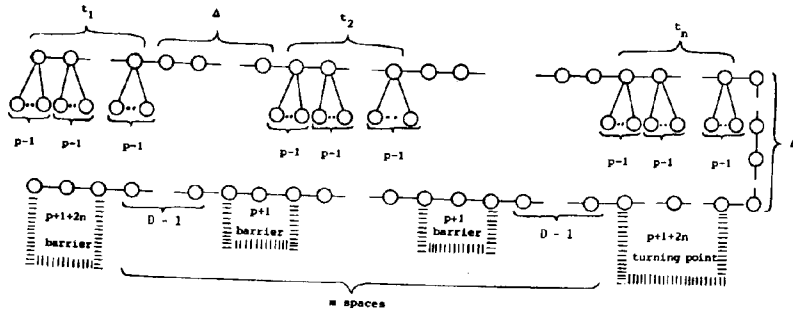 t1 Δ t2 tn
p-1 p-1 p-1 p-1 p-1 p-1 p-1 p-1 p-1
p+1+2n p+1 p+1 p+1+2n
barrier D - 1 barrier barrier D - 1 turning point
m spaces